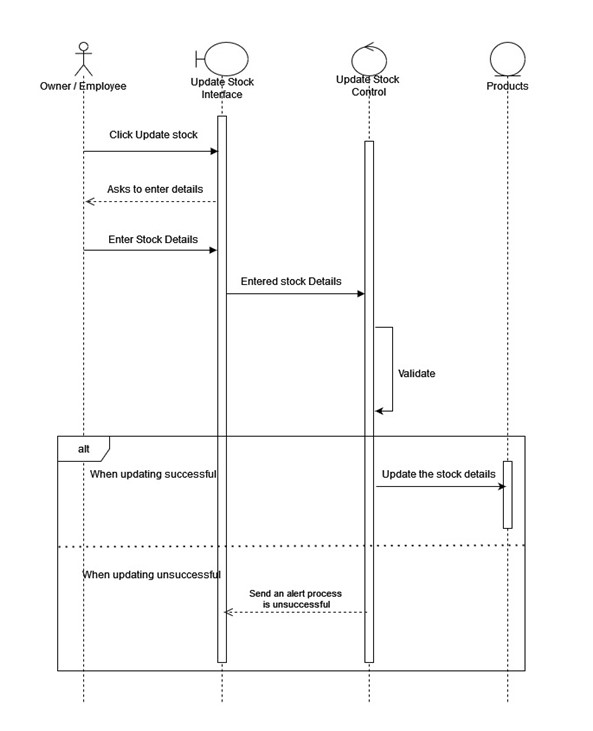 Owner / Employee
Update Stock
Interlace
Update Stock
Control
Products
Click Update stock
Asks to enter details
Enter Stock Details
Entered stock Details
Validate
alt
When updating successful
Update the stock details
When updating unsuccessful
Send an alert process
is unsuccessful